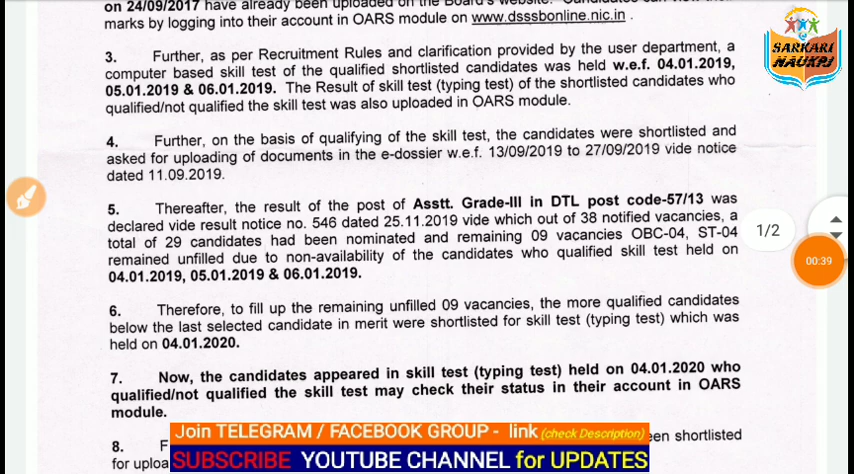 on 24/09/2017 have already been uploaded on the Board's website.
marks by logging into their account in OARS module on www.dsssbonline.nic.in .
SARKARI
NAUKRI
3. Further, as per Recruitment Rules and clarification provided by the user department, a
computer based skill test of the qualified shortlisted candidates was held w.e.f. 04.01.2019,
05.01.2019 & 06.01.2019. The Result of skill test (typing test) of the shortlisted candidates who
qualified/not qualified the skill test was also uploaded in OARS module.
4. Further, on the basis of qualifying of the skill test, the candidates were shortlisted and
asked for uploading of documents in the e-dossier w.e.f. 13/09/2019 to 27/09/2019 vide notice
dated 11.09.2019.
5. Thereafter, the result of the post of Asstt. Grade-III in DTL post code-57/13 was
declared vide result notice no. 546 dated 25.11.2019 vide which out of 38 notified vacancies, a
total of 29 candidates had been nominated and remaining 09 vacancies OBC-04, ST-04
remained unfilled due to non-availability of the candidates who qualified skill test held on
04.01.2019, 05.01.2019 & 06.01.2019.
1/2
00:39
6. Therefore, to fill up the remaining unfilled 09 vacancies, the more qualified candidates
below the last selected candidate in merit were shortlisted for skill test (typing test) which was
held on 04.01.2020.
7. Now, the candidates appeared in skill test (typing test) held on 04.01.2020 who
qualified/not qualified the skill test may check their status in their account in OARS
module.
8. F een shortlisted
for uploa
Join TELEGRAM / FACEBOOK GROUP - link (check Description)
SUBSCRIBE YOUTUBE CHANNEL for UPDATES